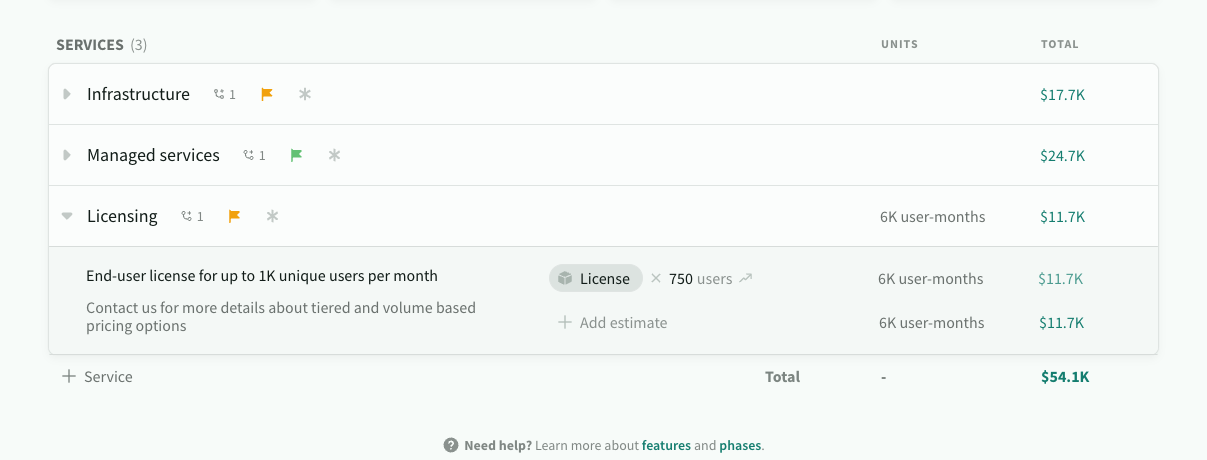 SERVICES (3) UNITS TOTAL
Infrastructure 1 $17.7K
Managed services 1 $24.7K
Licensing 1 6K user-months $11.7K
End-user license for up to 1K unique users per month License × 750 users 6K user-months $11.7K
Contact us for more details about tiered and volume based
pricing options
+ Add estimate 6K user-months $11.7K
+ Service Total - $54.1K
? Need help? Learn more about features and phases.